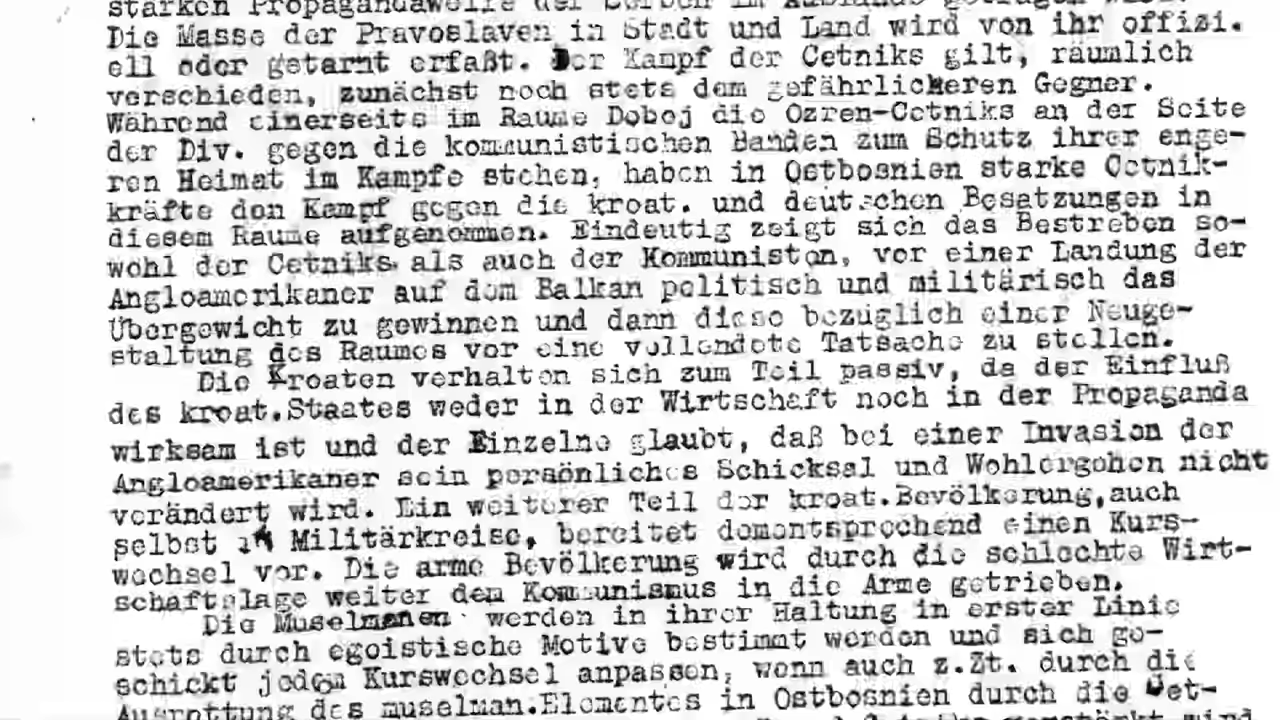 starken Propagandawelle der Serben im Auslande getragen wird.
Die Masse der Pravoslaven in Stadt und Land wird von ihr offizi.
ell oder getarnt erfaßt. Der Kampf der Cetniks gilt, räumlich
verschieden, zunächst noch stets dem gefährlicheren Gegner.
Während einerseits im Raume Doboj die Ozren-Cetniks an der Seite
der Div. gegen die kommunistischen Banden zum Schutz ihrer enge-
ren Heimat im Kampfe stehen, haben in Ostbosnien starke Cetnik-
kräfte den Kampf gegen die kroat. und deutschen Besatzungen in
diesem Raume aufgenommen. Eindeutig zeigt sich das Bestreben so-
wohl der Cetniks als auch der Kommunisten, vor einer Landung der
Angloamerikaner auf dem Balkan politisch und militärisch das
Übergewicht zu gewinnen und dann diese bezüglich einer Neuge-
staltung des Raumes vor eine vollendete Tatsache zu stellen.
Die Kroaten verhalten sich zum Teil passiv, da der Einfluß
des kroat.Staates weder in der Wirtschaft noch in der Propaganda
wirksam ist und der Einzelne glaubt, daß bei einer Invasion der
Angloamerikaner sein persönliches Schicksal und Wohlergehen nicht
verändert wird. Ein weiterer Teil der kroat.Bevölkerung,auch
selbst in Militärkreise, bereitet dementsprechend einen Kurs-
wechsel vor. Die arme Bevölkerung wird durch die schlechte Wirt-
schaftslage weiter dem Kommunismus in die Arme getrieben.
Die Muselmanen werden in ihrer Haltung in erster Linie
stets durch egoistische Motive bestimmt werden und sich ge-
schickt jedem Kurswechsel anpassen, wenn auch z.Zt. durch die
Ausrottung des muselman.Elementes in Ostbosnien durch die Cet-
verstärkt wird